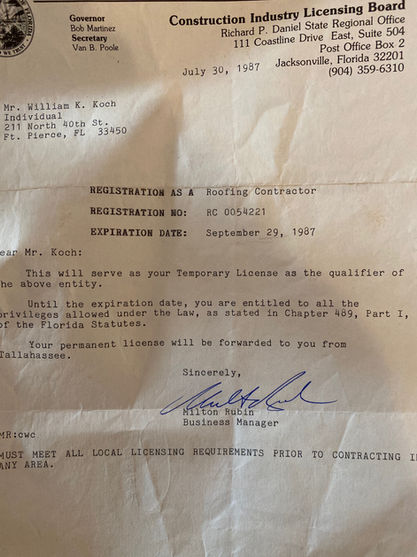 Governor
Bob Martinez
Secretary
Van B. Poole
Construction Industry Licensing Board
Richard P. Daniel State Regional Office
111 Coastline Drive East, Suite 504
Post Office Box 2
Jacksonville, Florida 32201
(904) 359-6310
July 30, 1987
Mr. William K. Koch
Individual
211 North 40th St.
Ft. Pierce, FL 33450
REGISTRATION AS A Roofing Contractor
REGISTRATION NO: RC 0054221
EXPIRATION DATE: September 29, 1987
ear Mr. Koch:
This will serve as your Temporary License as the qualifier of
he above entity.
Until the expiration date, you are entitled to all the
rivileges allowed under the Law, as stated in Chapter 489, Part I,
of the Florida Statutes.
Your permanent license will be forwarded to you from
Tallahassee.
Sincerely,
Milton Rubin
Business Manager
MR:cwc
MUST MEET ALL LOCAL LICENSING REQUIREMENTS PRIOR TO CONTRACTING I
ANY AREA.